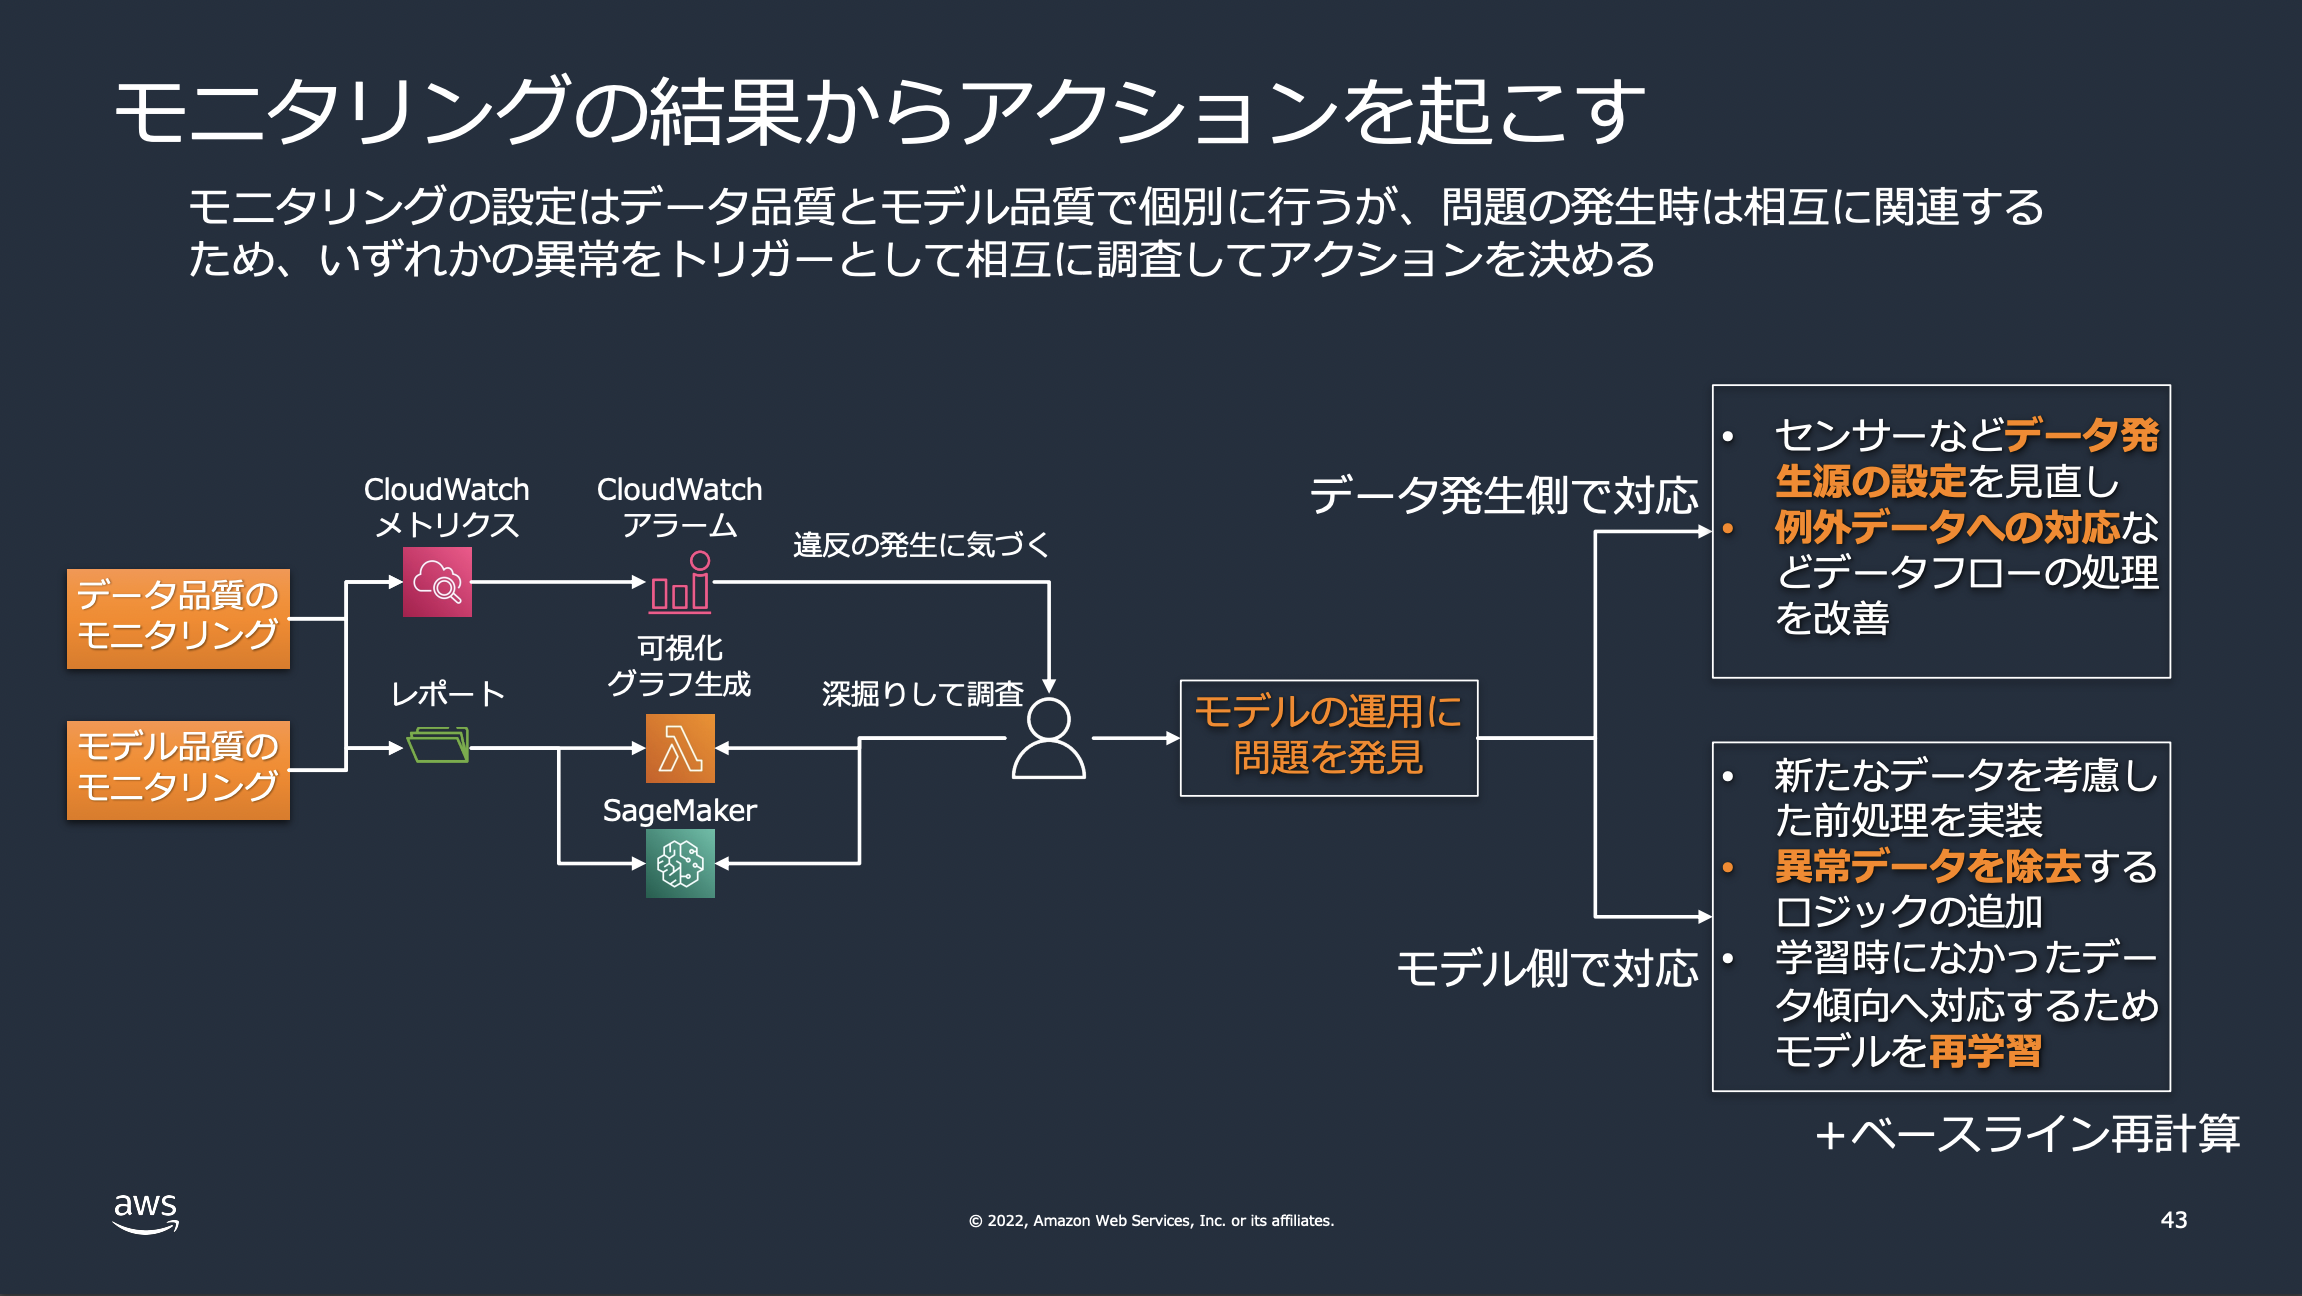 モニタリングの結果からアクションを起こす
モニタリングの設定はデータ品質とモデル品質で個別に行うが、問題の発生時は相互に関連する
ため、いずれかの異常をトリガーとして相互に調査してアクションを決める
データ品質の
モニタリング
モデル品質の
モニタリング
CloudWatch
メトリクス
CloudWatch
アラーム
違反の発生に気づく
レポート
可視化
グラフ生成
SageMaker
深掘りして調査
モデルの運用に
問題を発見
データ発生側で対応
• センサーなどデータ発
生源の設定を見直し
• 例外データへの対応な
どデータフローの処理
を改善
モデル側で対応
• 新たなデータを考慮し
た前処理を実装
• 異常データを除去する
ロジックの追加
• 学習時になかったデー
タ傾向へ対応するため
モデルを再学習
＋ベースライン再計算
aws
© 2022, Amazon Web Services, Inc. or its affiliates.
43